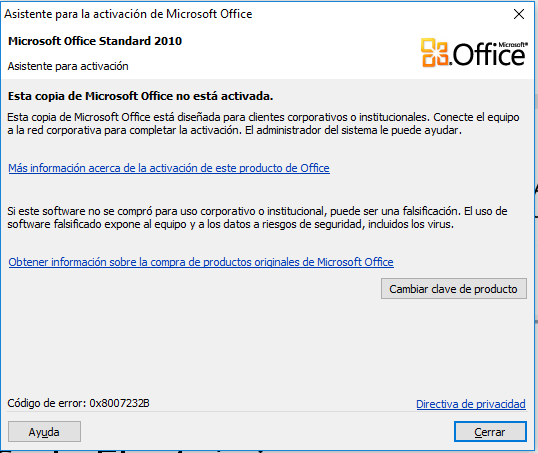 Asistente para la activación de Microsoft Office
Microsoft Office Standard 2010
Asistente para activación
Microsoft®
Office
Esta copia de Microsoft Office no está activada.
Esta copia de Microsoft Office está diseñada para clientes corporativos o institucionales. Conecte el equipo
a la red corporativa para completar la activación. El administrador del sistema le puede ayudar.
Más información acerca de la activación de este producto de Office
Si este software no se compró para uso corporativo o institucional, puede ser una falsificación. El uso de
software falsificado expone al equipo y a los datos a riesgos de seguridad, incluidos los virus.
Obtener información sobre la compra de productos originales de Microsoft Office
Cambiar clave de producto
Código de error: 0x8007232B
Directiva de privacidad
Ayuda
Cerrar